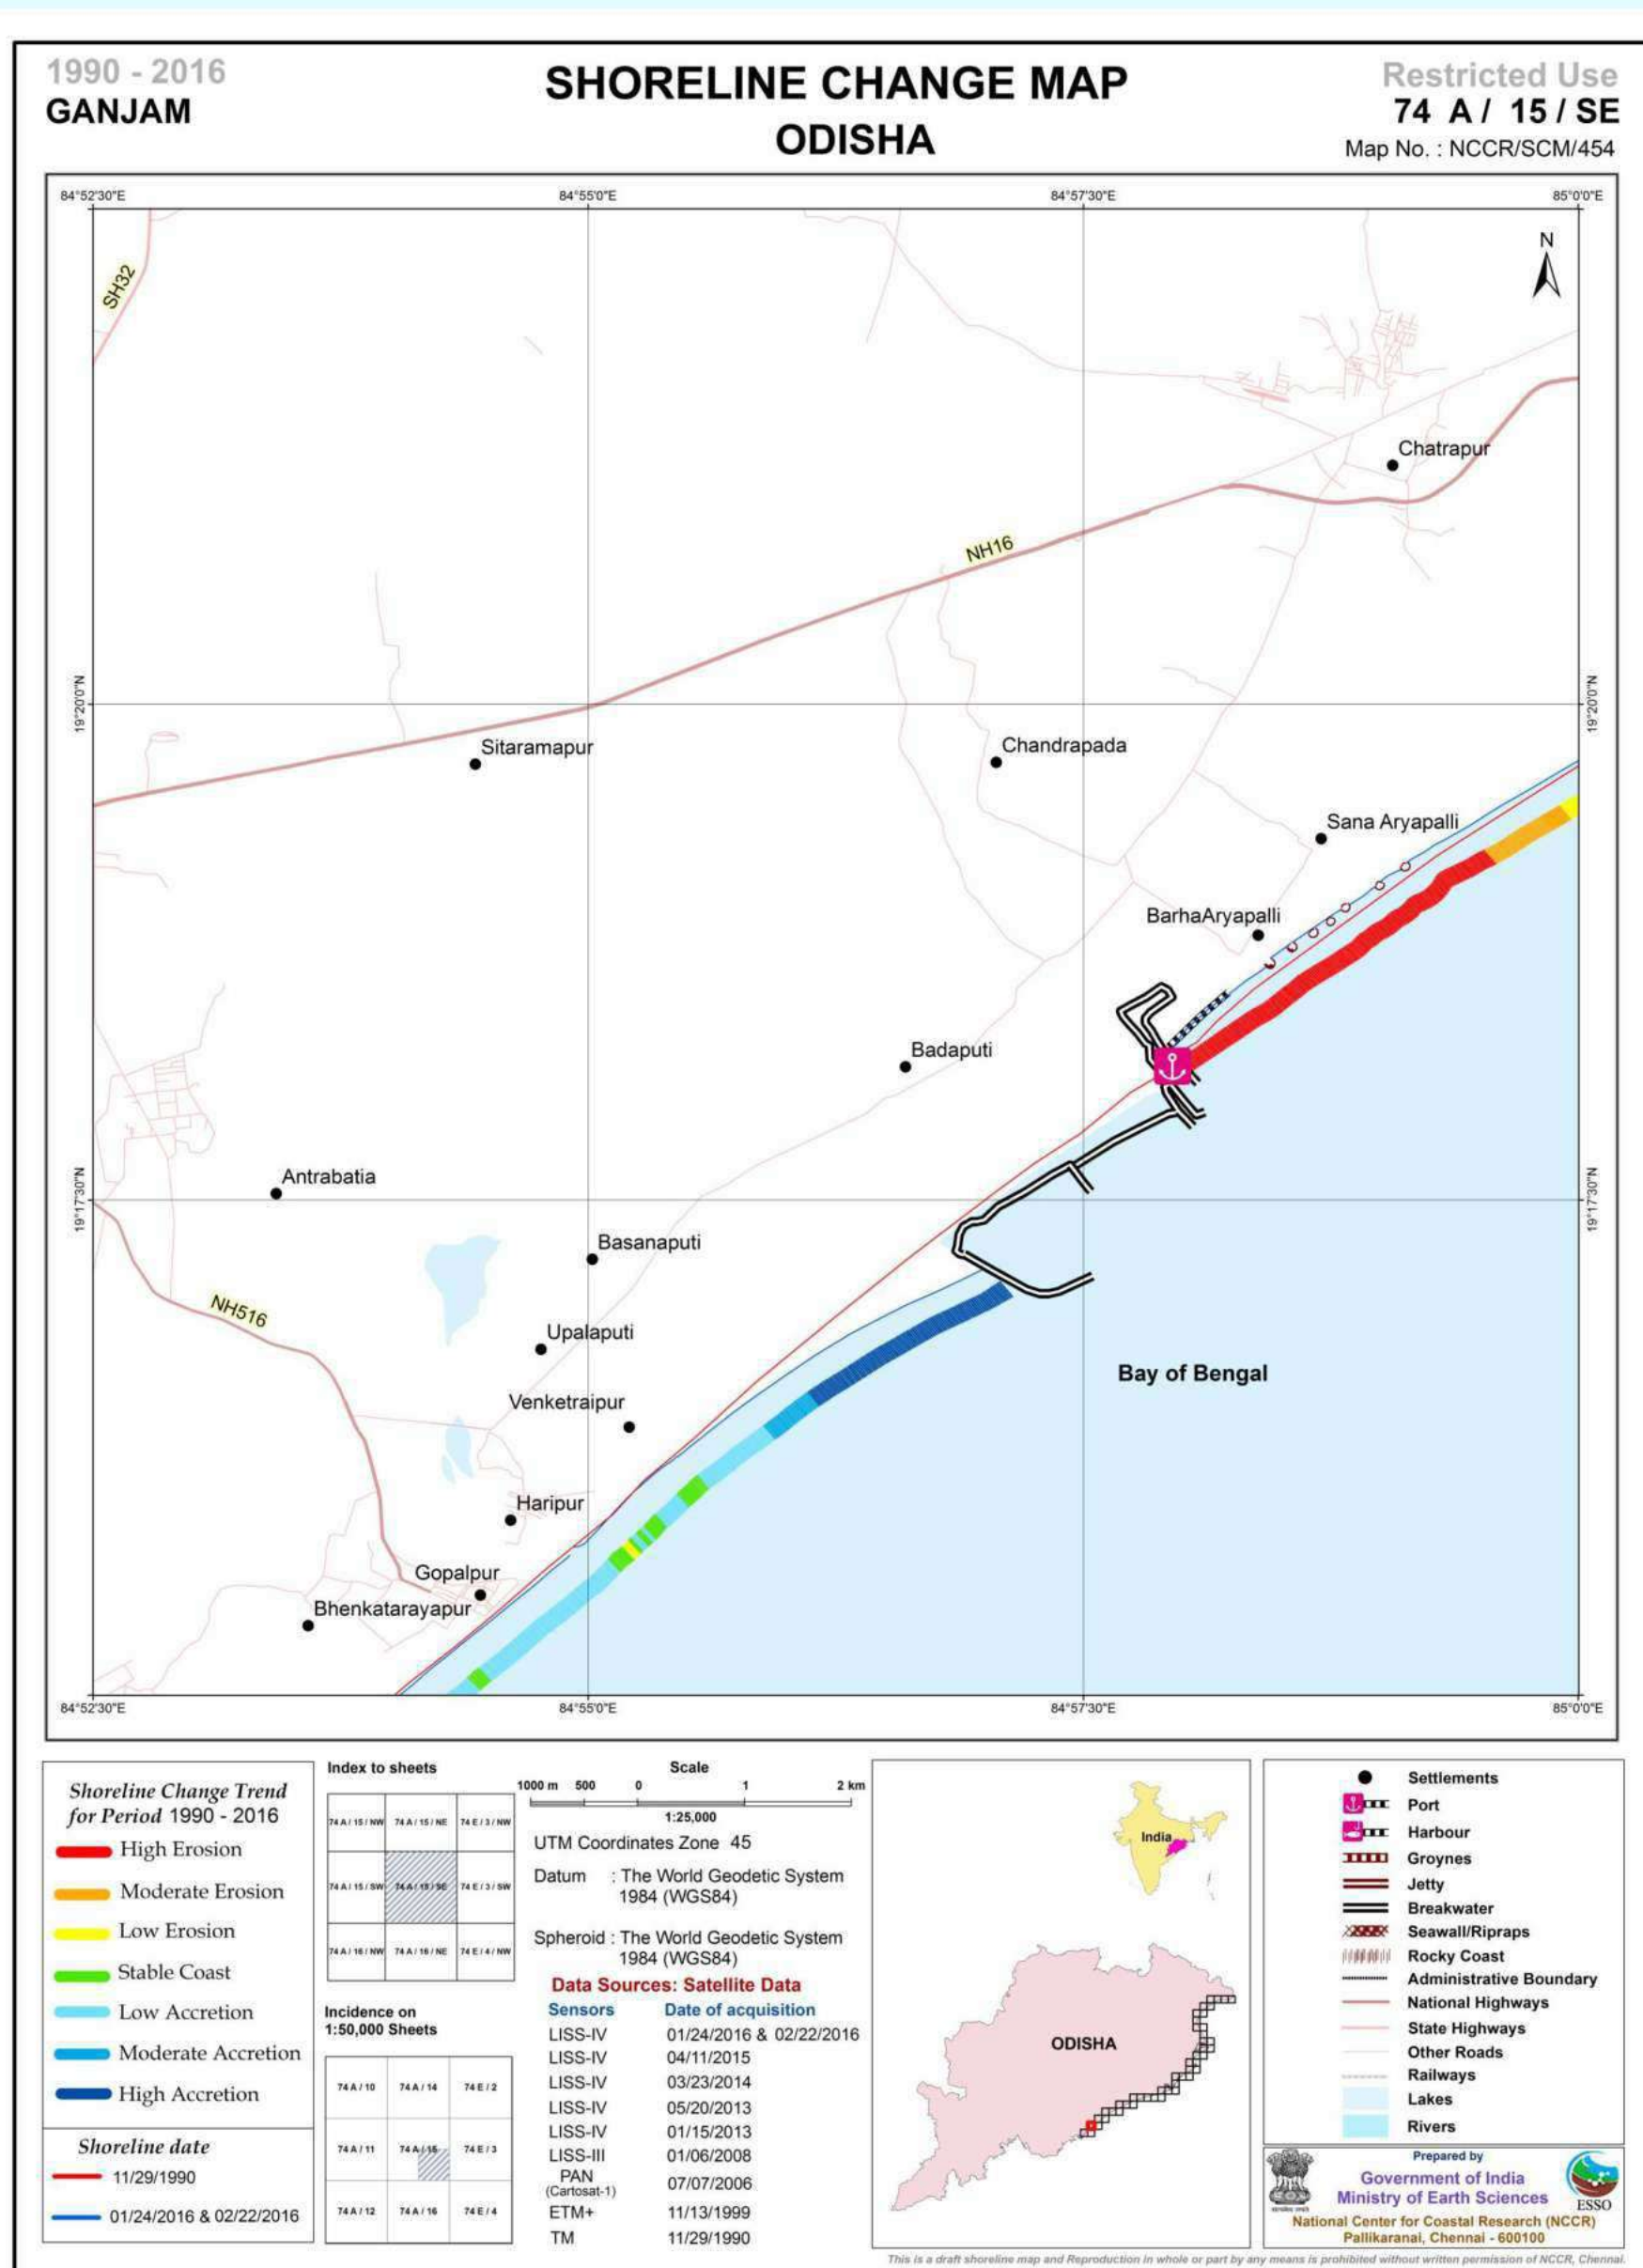 1990 - 2016
GANJAM
SHORELINE CHANGE MAP
ODISHA
Restricted Use
74 A / 15 / SE
Map No. : NCCR/SCM/454
84°52'30"E 84°55'0"E 84°57'30"E 85°0'0"E
N
SH32
Chatrapur
NH16
19°20'0"N 19°20'0"N
Sitaramapur
Chandrapada
Sana Aryapalli
BarhaAryapalli
Badaputi
19°17'30"N 19°17'30"N
Antrabatia
Basanaputi
NH516
Upalaputi
Bay of Bengal
Venketraipur
Haripur
Gopalpur
Bhenkatarayapur
84°52'30"E 84°55'0"E 84°57'30"E 85°0'0"E
Shoreline Change Trend
for Period 1990 - 2016
High Erosion
Moderate Erosion
Low Erosion
Stable Coast
Low Accretion
Moderate Accretion
High Accretion
Shoreline date
11/29/1990
01/24/2016 & 02/22/2016
Index to sheets
74 A / 15 / NW 74 A / 15 / NE 74 E / 3 / NW
74 A / 15 / SW 74 A / 15 / SE 74 E / 3 / SW
74 A / 16 / NW 74 A / 16 / NE 74 E / 4 / NW
Incidence on
1:50,000 Sheets
74 A / 10 74 A / 14 74 E / 2
74 A / 11 74 A / 15 74 E / 3
74 A / 12 74 A / 16 74 E / 4
Scale
1000 m 500 0 1 2 km
1:25,000
UTM Coordinates Zone 45
Datum : The World Geodetic System
1984 (WGS84)
Spheroid : The World Geodetic System
1984 (WGS84)
Data Sources: Satellite Data
Sensors Date of acquisition
LISS-IV 01/24/2016 & 02/22/2016
LISS-IV 04/11/2015
LISS-IV 03/23/2014
LISS-IV 05/20/2013
LISS-IV 01/15/2013
LISS-III 01/06/2008
PAN
(Cartosat-1) 07/07/2006
ETM+ 11/13/1999
TM 11/29/1990
India
ODISHA
Settlements
Port
Harbour
Groynes
Jetty
Breakwater
Seawall/Ripraps
Rocky Coast
Administrative Boundary
National Highways
State Highways
Other Roads
Railways
Lakes
Rivers
Prepared by
Government of India
Ministry of Earth Sciences
ESSO
National Center for Coastal Research (NCCR)
Pallikaranai, Chennai - 600100
This is a draft shoreline map and Reproduction in whole or part by any means is prohibited without written permission of NCCR, Chennai.